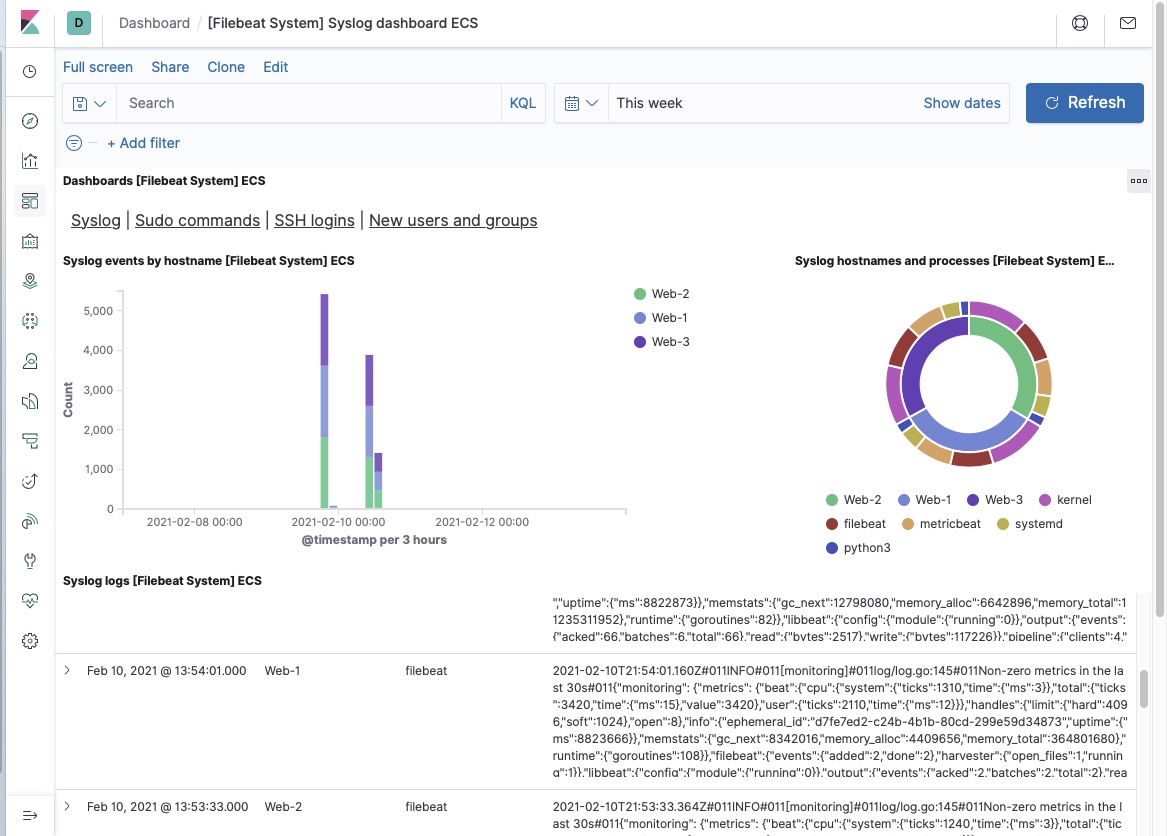 D Dashboard / [Filebeat System] Syslog dashboard ECS
Full screen Share Clone Edit
Search KQL This week Show dates Refresh
+ Add filter
Dashboards [Filebeat System] ECS
Syslog | Sudo commands | SSH logins | New users and groups
Syslog events by hostname [Filebeat System] ECS
5,000
4,000
3,000
2,000
1,000
0
Count
2021-02-08 00:00 2021-02-10 00:00 2021-02-12 00:00
@timestamp per 3 hours
Web-2
Web-1
Web-3
Syslog hostnames and processes [Filebeat System] E...
Web-2 Web-1 Web-3 kernel
filebeat metricbeat systemd
python3
Syslog logs [Filebeat System] ECS
","uptime":{"ms":8822873}},"memstats":{"gc_next":12798080,"memory_alloc":6642896,"memory_total":1
1235311952},"runtime":{"goroutines":82}},"libbeat":{"config":{"module":{"running":0}},"output":{"events":
{"acked":66,"batches":6,"total":66},"read":{"bytes":2517},"write":{"bytes":117226}},"pipeline":{"clients":4,"
Feb 10, 2021 @ 13:54:01.000 Web-1 filebeat
2021-02-10T21:54:01.160Z#011INFO#011[monitoring]#011log/log.go:145#011Non-zero metrics in the la
st 30s#011{"monitoring": {"metrics": {"beat":{"cpu":{"system":{"ticks":1310,"time":{"ms":3}},"total":{"ticks
":3420,"time":{"ms":15},"value":3420},"user":{"ticks":2110,"time":{"ms":12}}},"handles":{"limit":{"hard":409
6,"soft":1024},"open":8},"info":{"ephemeral_id":"d7fe7ed2-c24b-4b1b-80cd-299e59d34873","uptime":{"
ms":8823666}},"memstats":{"gc_next":8342016,"memory_alloc":4409656,"memory_total":364801680},"
runtime":{"goroutines":108}},"filebeat":{"events":{"added":2,"done":2},"harvester":{"open_files":1,"runnin
g":1}},"libbeat":{"config":{"module":{"running":0}},"output":{"events":{"acked":2,"batches":2,"total":2},"rea
Feb 10, 2021 @ 13:53:33.000 Web-2 filebeat
2021-02-10T21:53:33.364Z#011INFO#011[monitoring]#011log/log.go:145#011Non-zero metrics in the l
ast 30s#011{"monitoring": {"metrics": {"beat":{"cpu":{"system":{"ticks":1240,"time":{"ms":3}},"total":{"tic